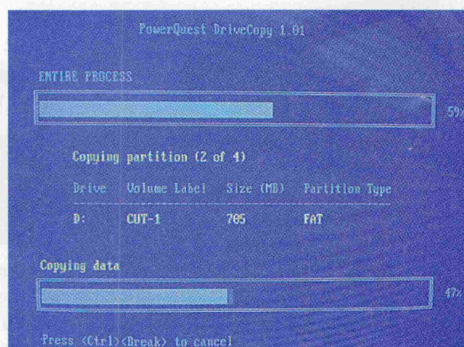 PowerQuest DriveCopy 1.01
ENTIRE PROCESS
59%
Copying partition (2 of 4)
Drive Volume Label Size (MB) Partition Type
D: CUT-1 705 FAT
Copying data
47%
Press <Ctrl><Break> to cancel